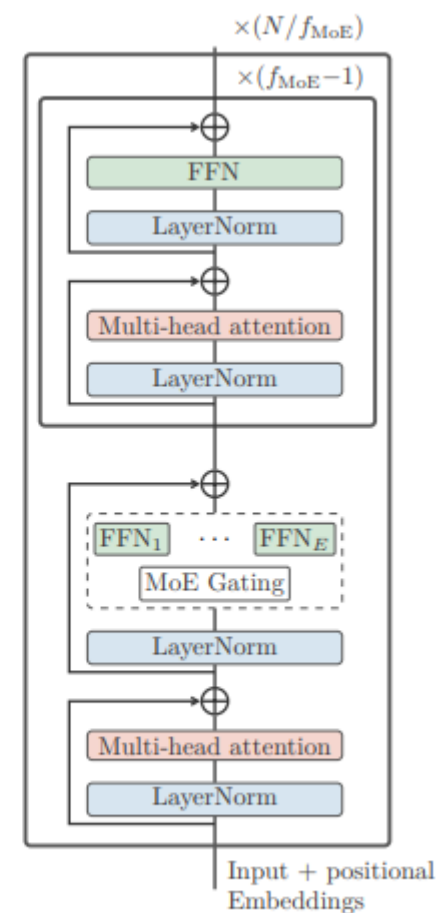 ×(N/f_MoE)
×(f_MoE−1)
FFN
LayerNorm
Multi-head attention
LayerNorm
FFN₁ ··· FFN_E
MoE Gating
LayerNorm
Multi-head attention
LayerNorm
Input + positional
Embeddings